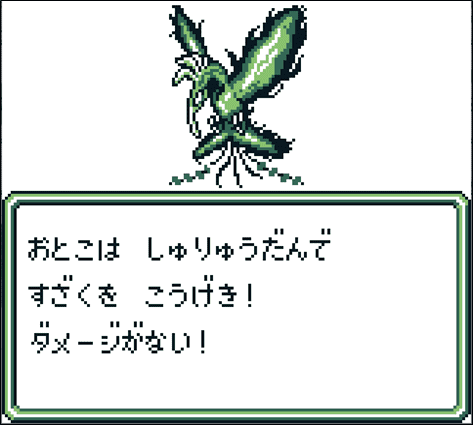 おとこは　しゅりゅうだんで
すざくを　こうげき！
ダメージがない！